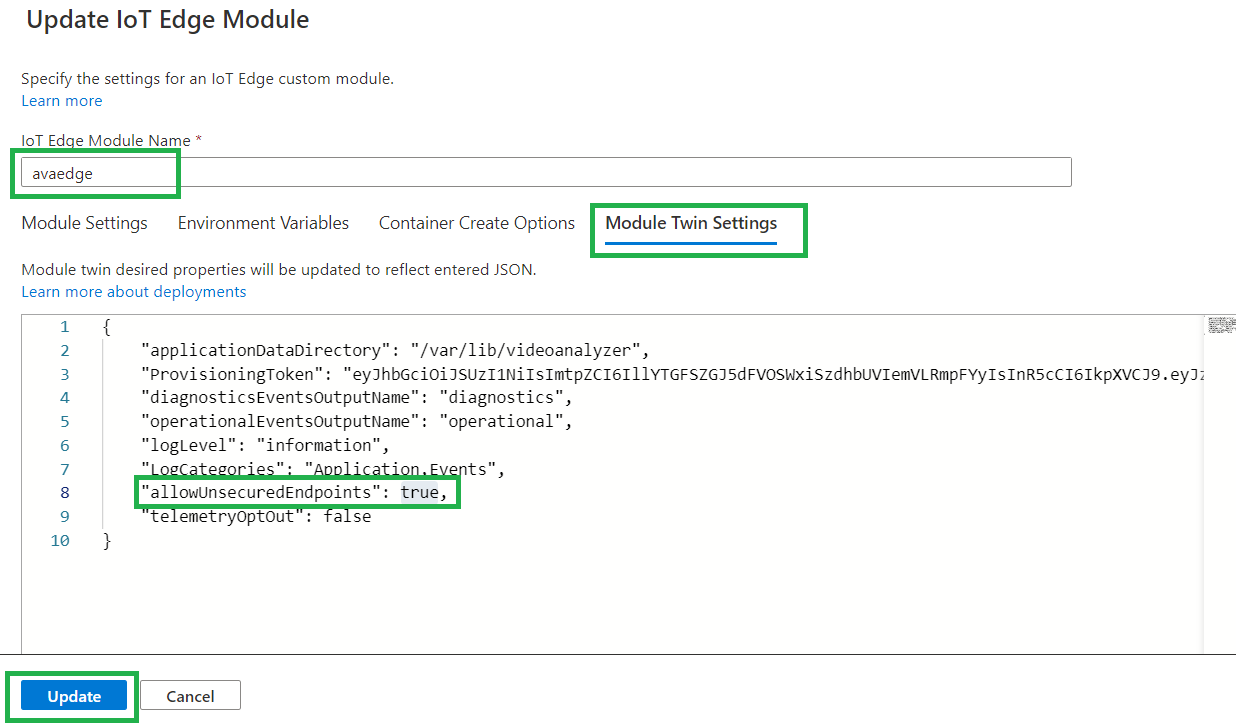 Update IoT Edge Module
Specify the settings for an IoT Edge custom module.
Learn more
IoT Edge Module Name *
avaedge
Module Settings Environment Variables Container Create Options Module Twin Settings
Module twin desired properties will be updated to reflect entered JSON.
Learn more about deployments
1 {
2 "applicationDataDirectory": "/var/lib/videoanalyzer",
3 "ProvisioningToken": "eyJhbGciOiJSUzI1NiIsImtpZCI6IllYTGFSZGJ5dFVOSWxiSzdhbUVIemVLRmpFYyIsInR5cCI6IkpXVCJ9.eyJz
4 "diagnosticsEventsOutputName": "diagnostics",
5 "operationalEventsOutputName": "operational",
6 "logLevel": "information",
7 "LogCategories": "Application,Events",
8 "allowUnsecuredEndpoints": true,
9 "telemetryOptOut": false
10 }
Update Cancel